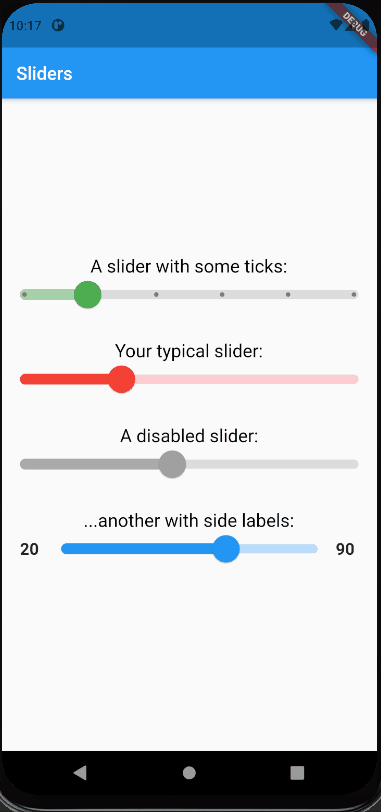 10:17
DEBUG
Sliders
A slider with some ticks:
Your typical slider:
A disabled slider:
...another with side labels:
20 90